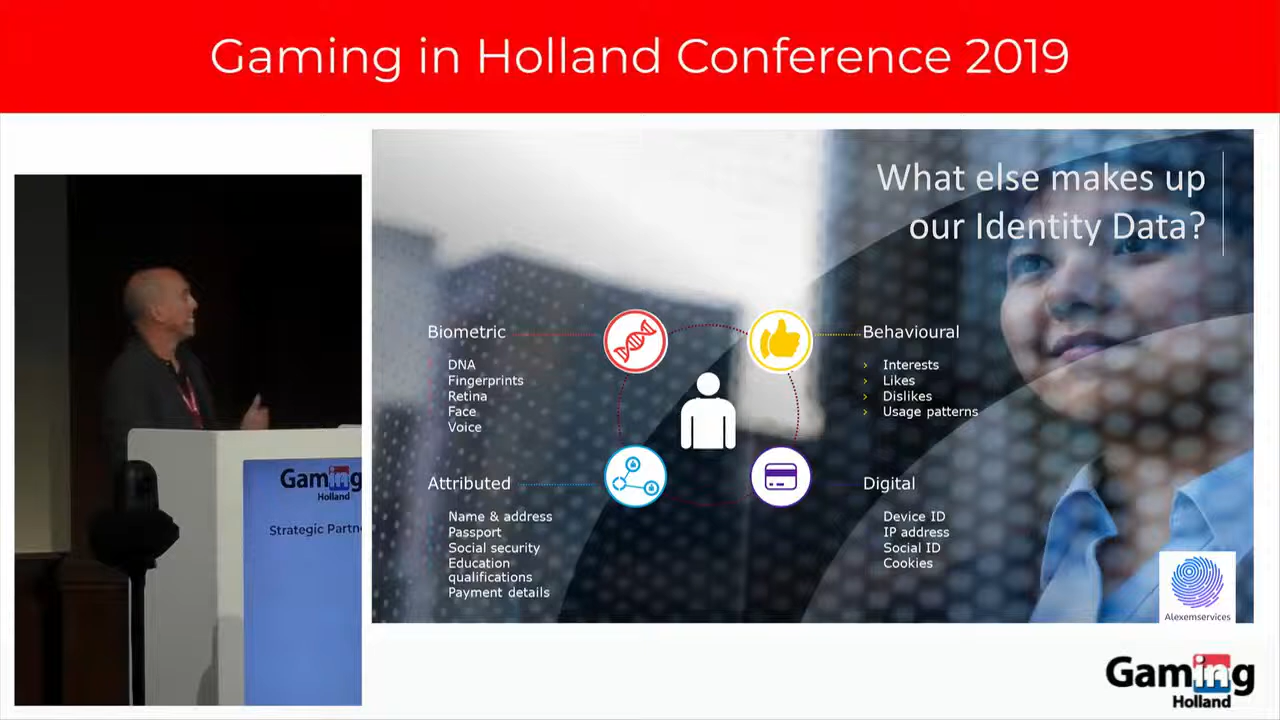 Gaming in Holland Conference 2019
What else makes up
our Identity Data?
Biometric
DNA
Fingerprints
Retina
Face
Voice
Behavioural
› Interests
› Likes
› Dislikes
› Usage patterns
Attributed
Name & address
Passport
Social security
Education
qualifications
Payment details
Digital
Device ID
IP address
Social ID
Cookies
Alexemservices
Gaming
Holland
Strategic Partn
Gaming
Holland